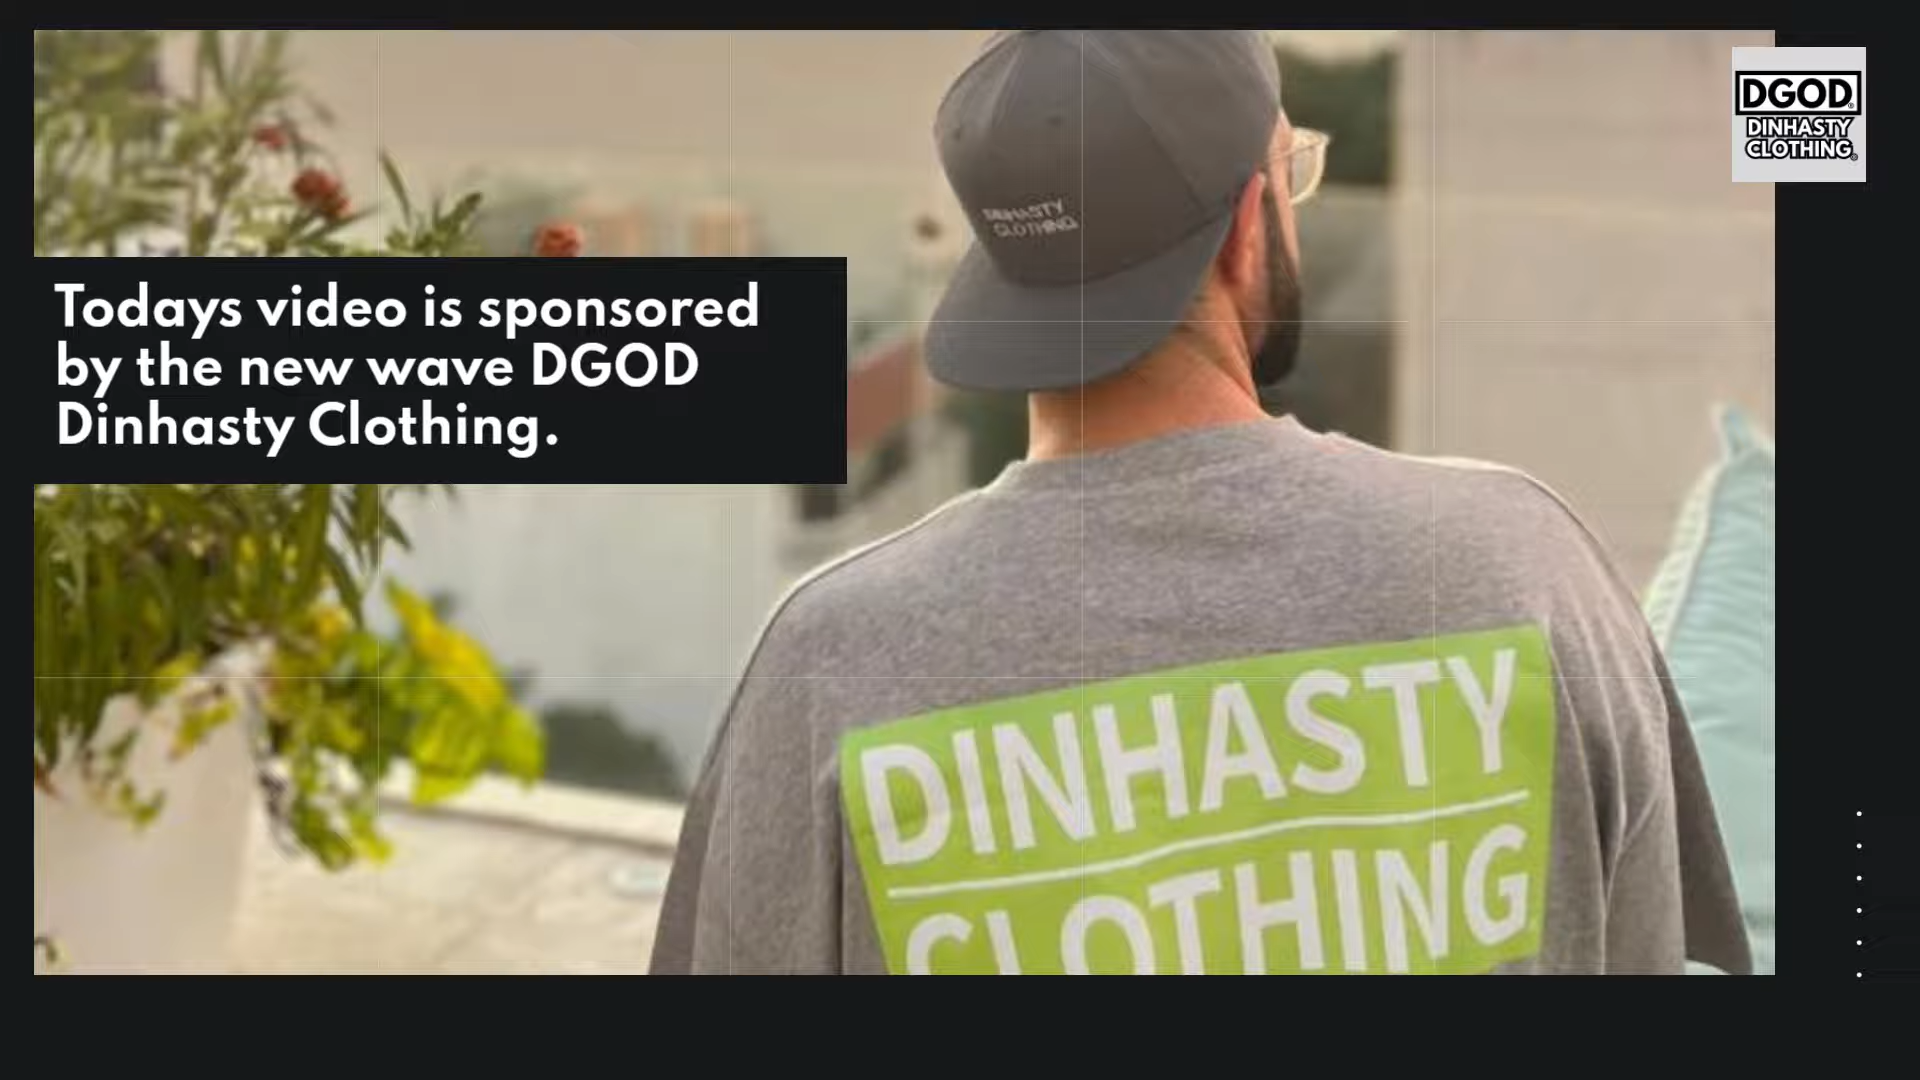 DGOD®
DINHASTY
CLOTHING®
DINHASTY
CLOTHING
Todays video is sponsored
by the new wave DGOD
Dinhasty Clothing.
DINHASTY
CLOTHING